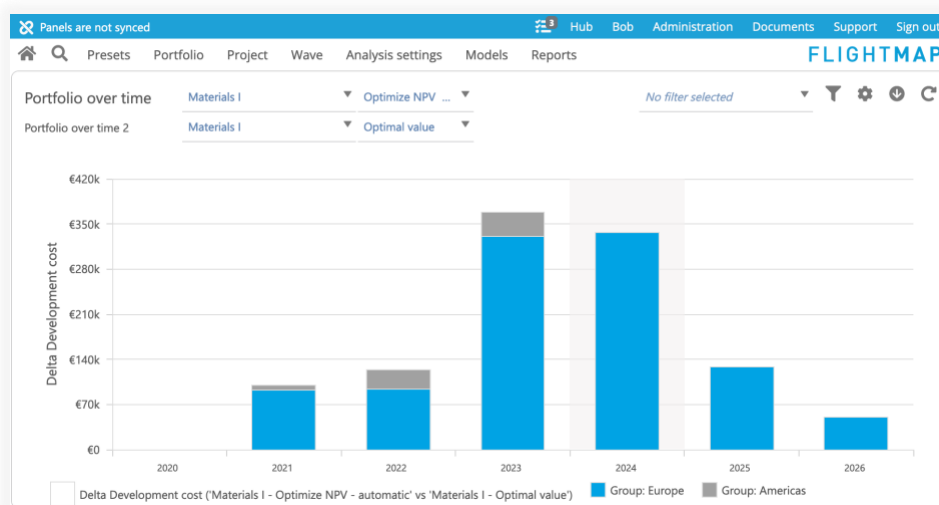 Panels are not synced
3
Hub Bob Administration Documents Support Sign out
Presets Portfolio Project Wave Analysis settings Models Reports
FLIGHTMAP
Portfolio over time Materials I Optimize NPV ... No filter selected
Portfolio over time 2 Materials I Optimal value
€420k
€350k
€280k
€210k
€140k
€70k
€0
Delta Development cost
2020 2021 2022 2023 2024 2025 2026
Delta Development cost ('Materials I - Optimize NPV - automatic' vs 'Materials I - Optimal value') Group: Europe Group: Americas